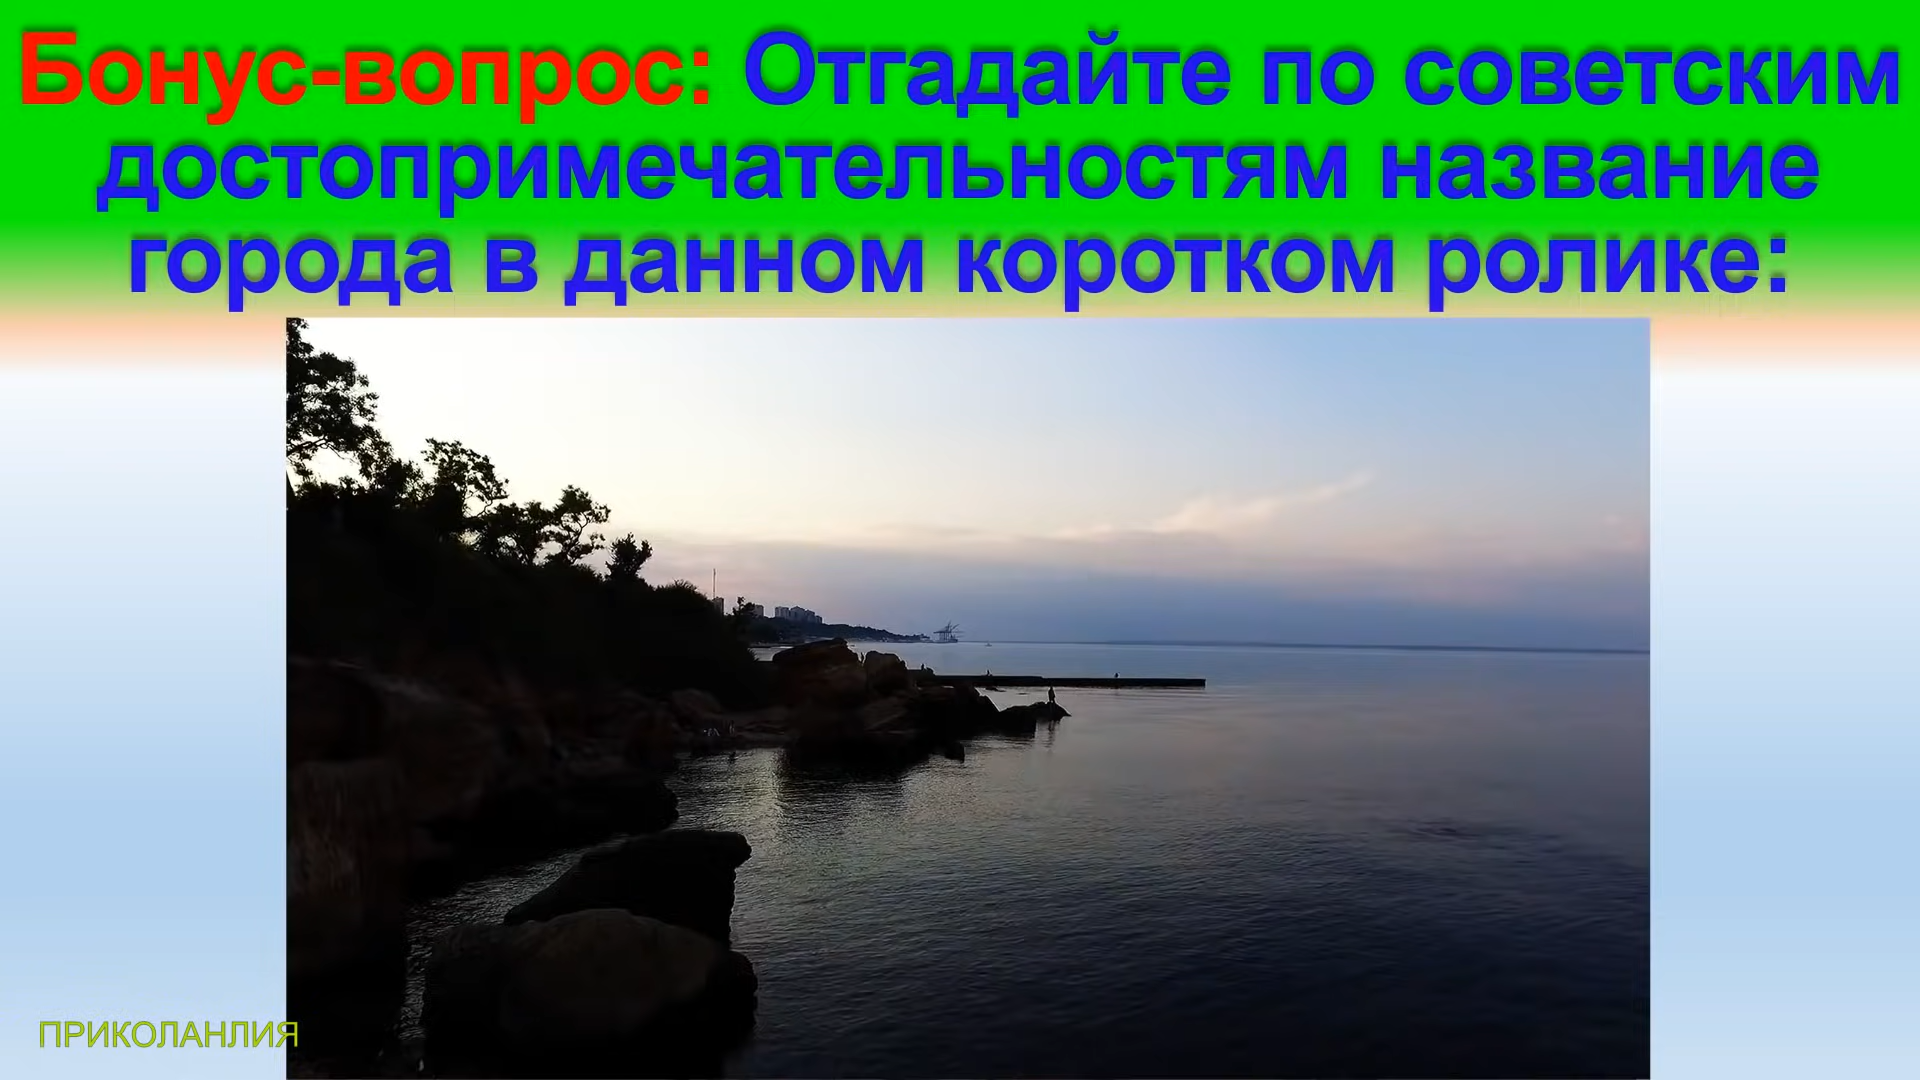 Бонус-вопрос: Отгадайте по советским
достопримечательностям название
города в данном коротком ролике:
ПРИКОЛАНЛИЯ